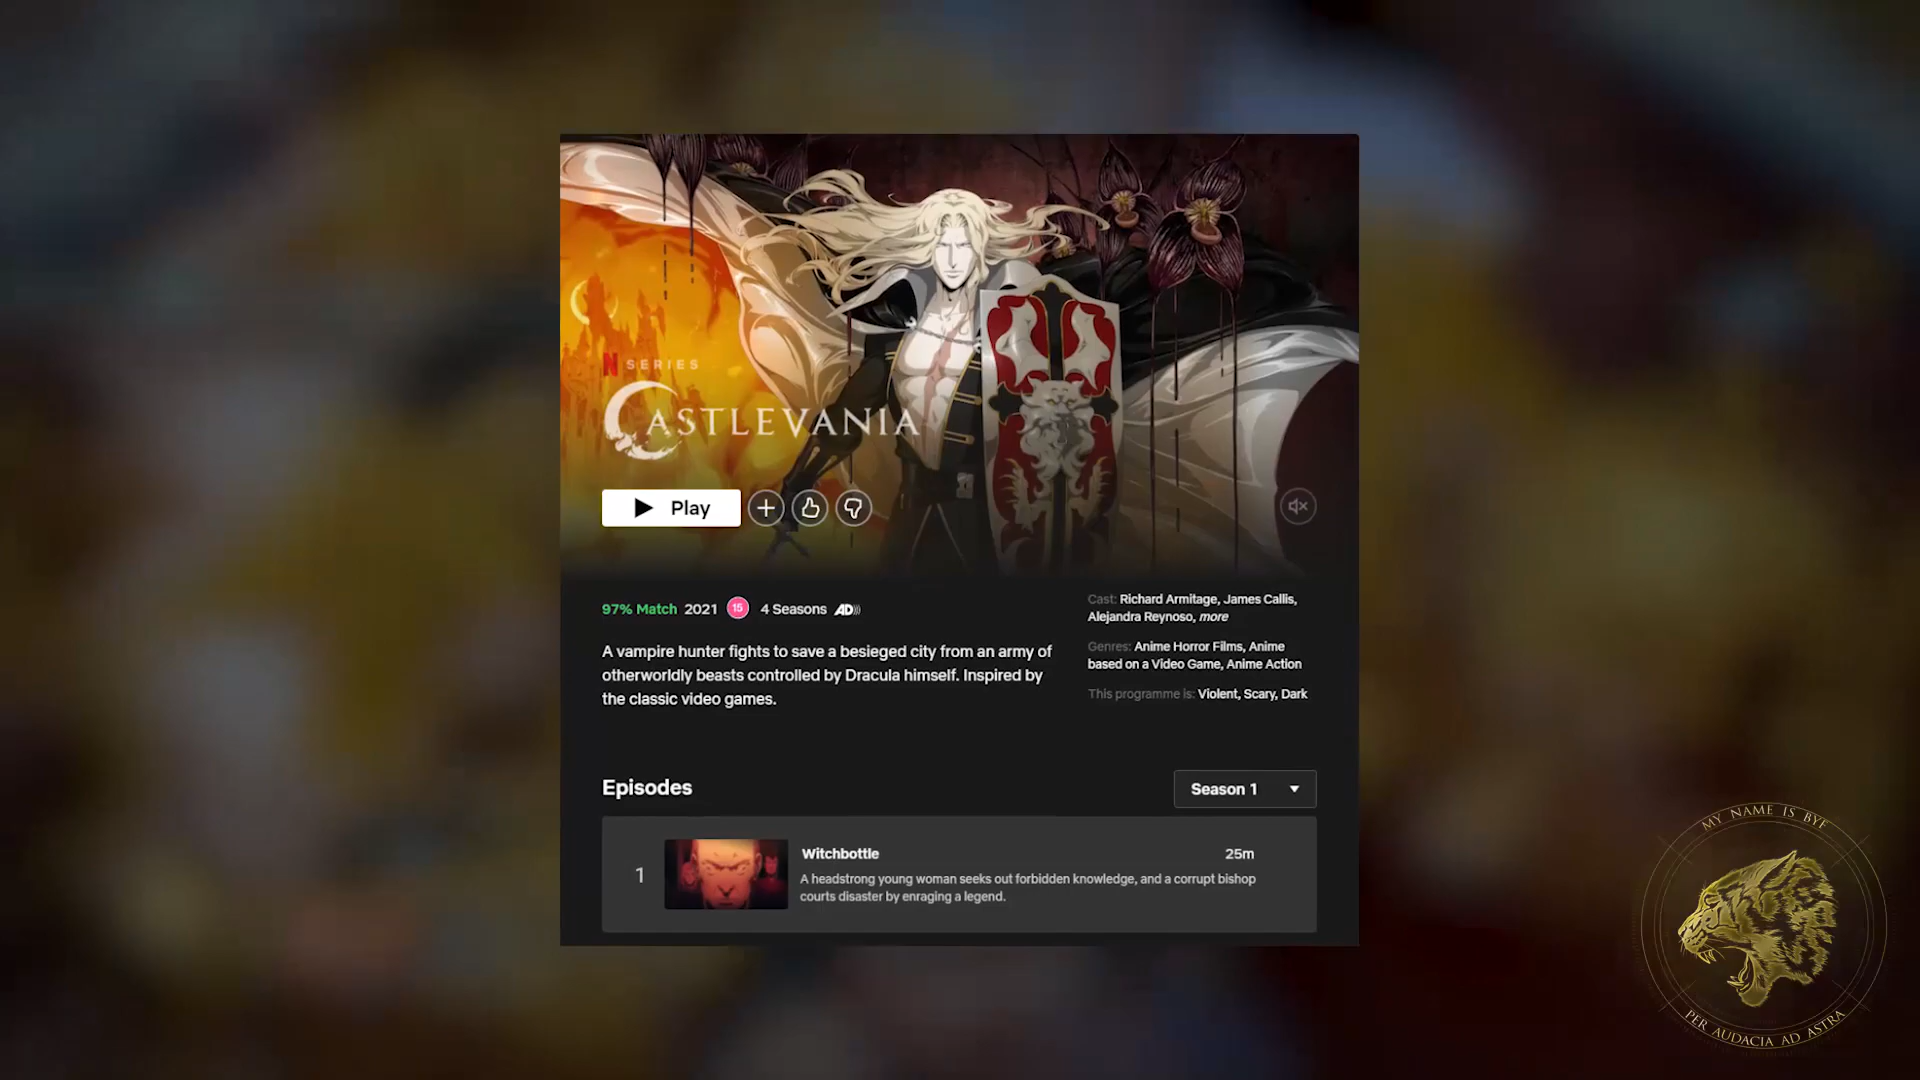 N SERIES
CASTLEVANIA
Play
97% Match 2021 15 4 Seasons AD
A vampire hunter fights to save a besieged city from an army of
otherworldly beasts controlled by Dracula himself. Inspired by
the classic video games.
Cast: Richard Armitage, James Callis,
Alejandra Reynoso, more
Genres: Anime Horror Films, Anime
based on a Video Game, Anime Action
This programme is: Violent, Scary, Dark
Episodes
Season 1
1
Witchbottle
25m
A headstrong young woman seeks out forbidden knowledge, and a corrupt bishop
courts disaster by enraging a legend.
MY NAME IS BYF
PER AUDACIA AD ASTRA